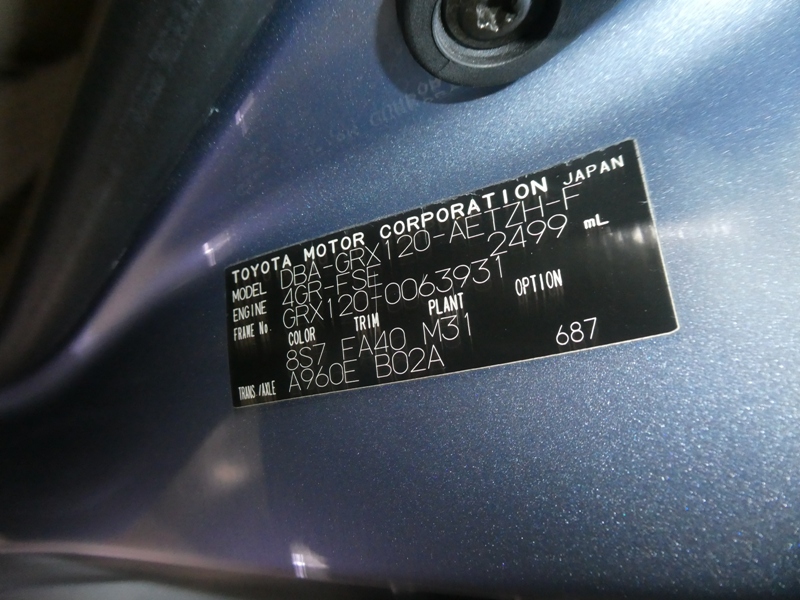 TOYOTA MOTOR CORPORATION JAPAN
MODEL DBA-GRX120-AETZH-F
ENGINE 4GR-FSE 2499 mL
FRAME No. GRX120-0063931
COLOR TRIM PLANT OPTION
8S7 FA40 M31 687
TRANS/AXLE A960E B02A